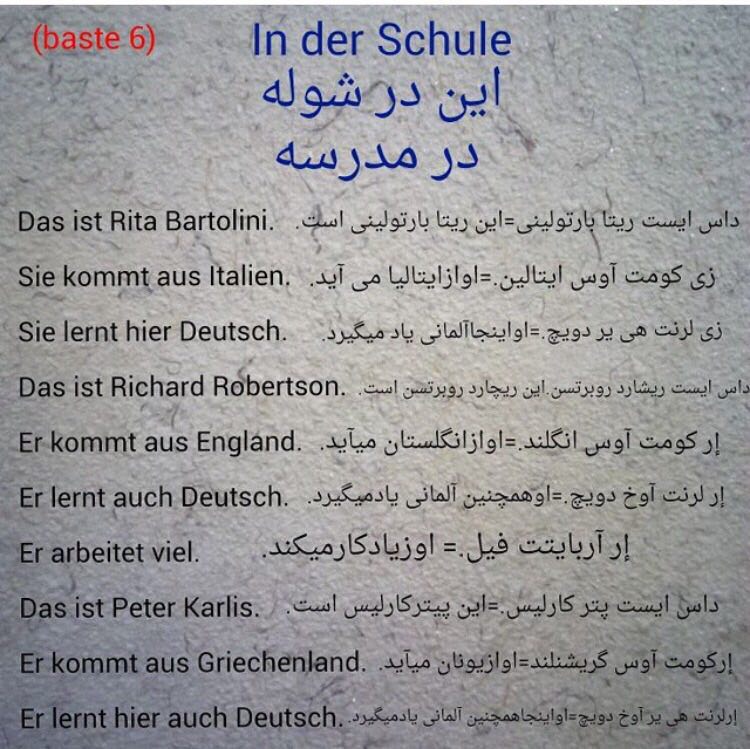 (baste 6) In der Schule
این در شوله
در مدرسه
Das ist Rita Bartolini. داس ایست ریتا بارتولینی=این ریتا بارتولینی است.
Sie kommt aus Italien. زی کومت آوس ایتالین.=اوازایتالیا می آید.
Sie lernt hier Deutsch. زی لرنت هی یر دویچ.=اواینجاآلمانی یاد میگیرد.
Das ist Richard Robertson. داس ایست ریشارد روبرتسن.این ریچارد روبرتسن است.
Er kommt aus England. إر کومت آوس انگلند.=اوازانگلستان میآید.
Er lernt auch Deutsch. إر لرنت آوخ دویچ.=اوهمچنین آلمانی یادمیگیرد.
Er arbeitet viel. إر آربایتت فیل.= اوزیادکارمیکند.
Das ist Peter Karlis. داس ایست پتر کارلیس.=این پیترکارلیس است.
Er kommt aus Griechenland. إرکومت آوس گریشنلند=اوازیونان میآید.
Er lernt hier auch Deutsch. إرلرنت هی یر آوخ دویچ=اواینجاهمچنین آلمانی یادمیگیرد.